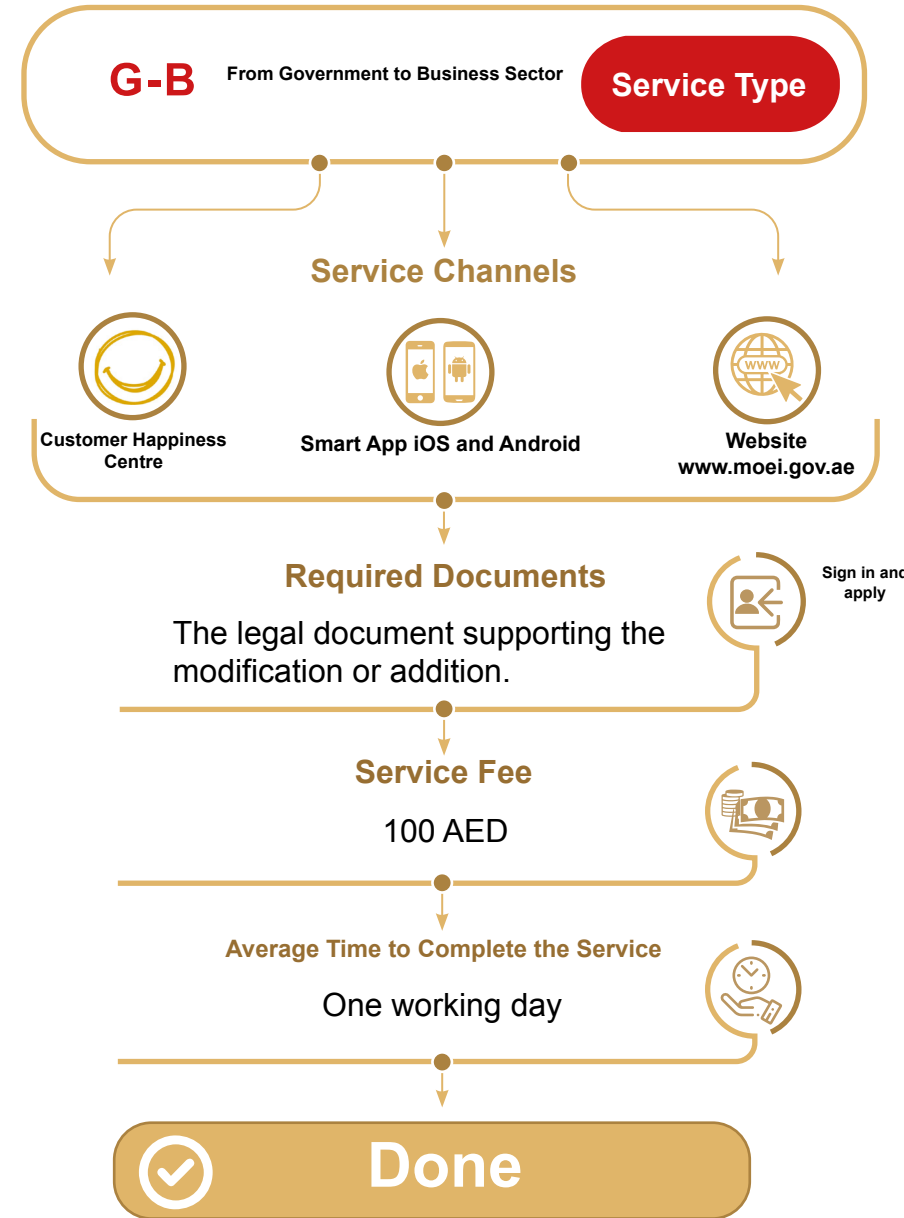 G-B
From Government to Business Sector
Service Type
Service Channels
Customer Happiness
Centre
Smart App iOS and Android
www
Website
www.moei.gov.ae
Required Documents
Sign in and
apply
The legal document supporting the
modification or addition.
Service Fee
100 AED
Average Time to Complete the Service
One working day
Done